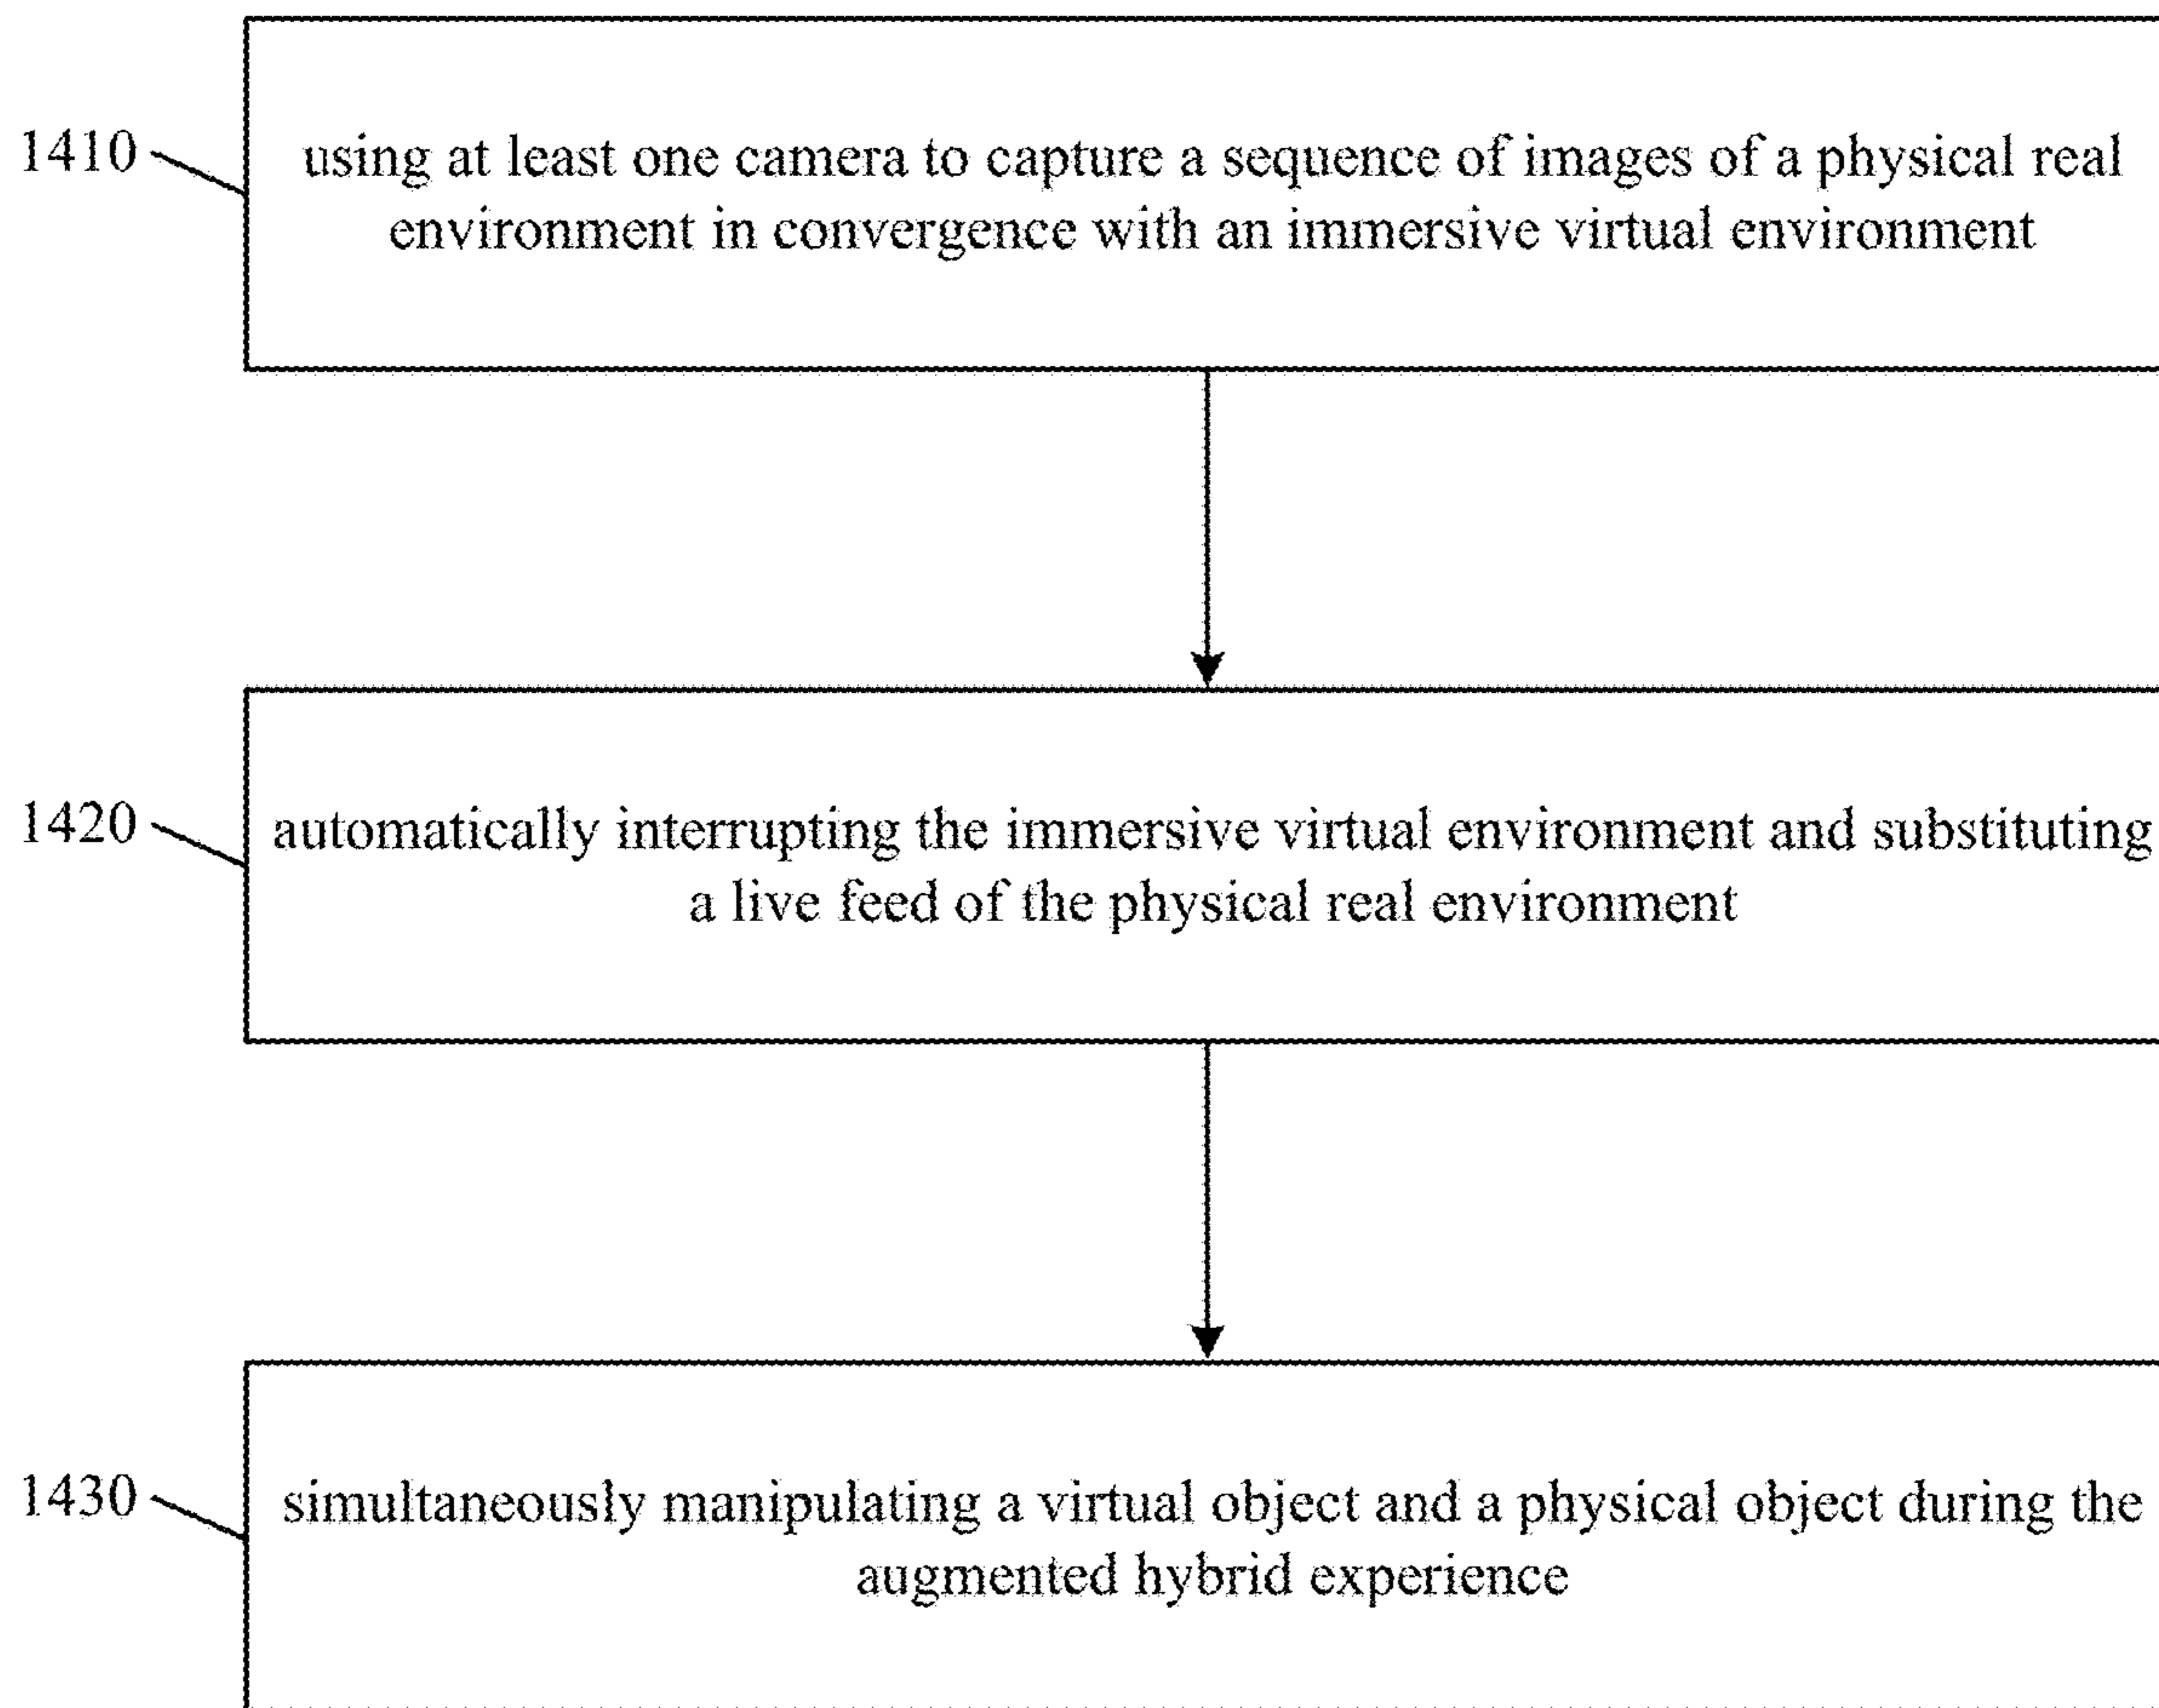 1410
using at least one camera to capture a sequence of images of a physical real
environment in convergence with an immersive virtual environment
1420
automatically interrupting the immersive virtual environment and substituting
a live feed of the physical real environment
1430
simultaneously manipulating a virtual object and a physical object during the
augmented hybrid experience